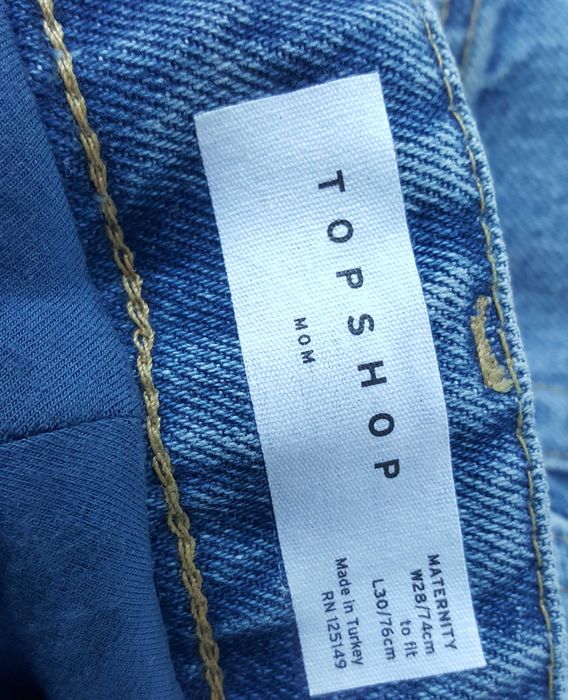 TOPSHOP
MOM
MATERNITY
W28/74cm
to fit
L30/76cm
Made in Turkey
RN 125149